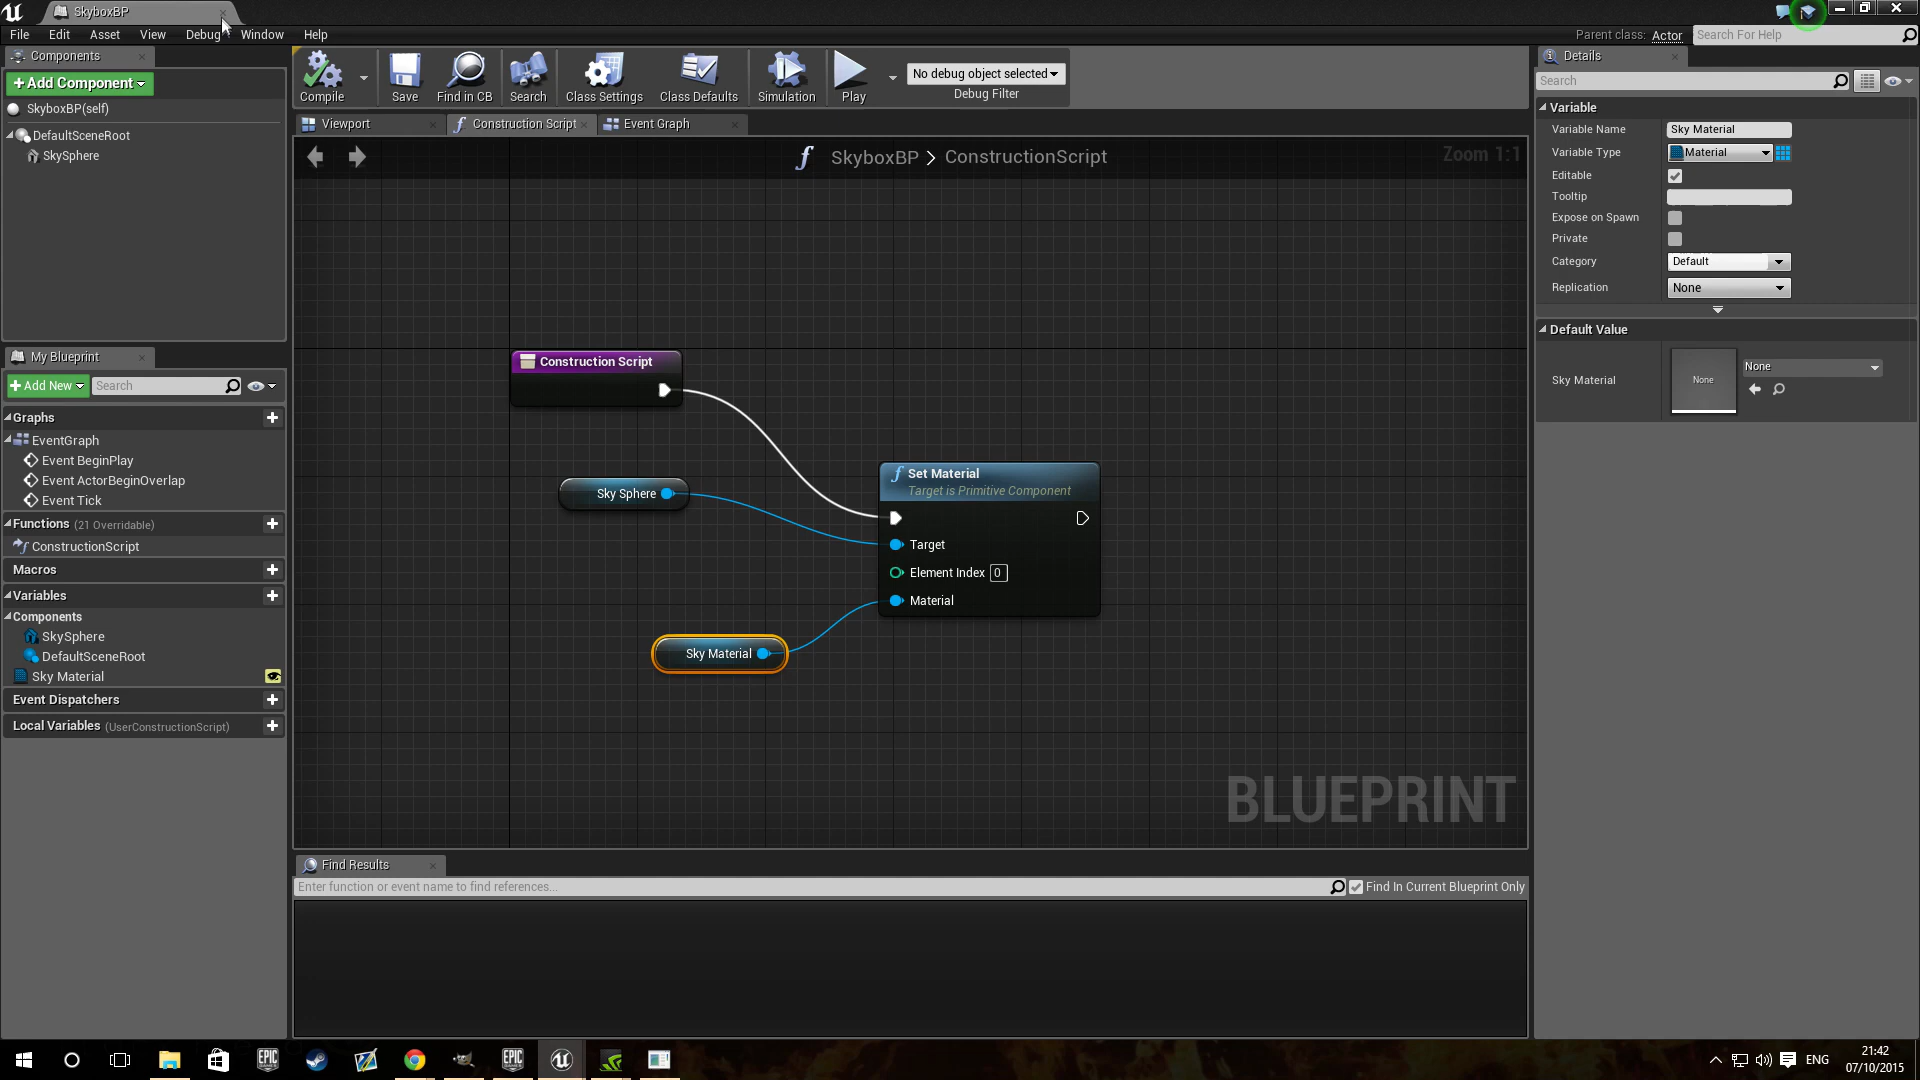 SkyboxBP
File Edit Asset View Debug Window Help
Parent class: Actor
Search For Help
Components
+Add Component
SkyboxBP(self)
DefaultSceneRoot
SkySphere
Compile
Save
Find in CB
Search
Class Settings
Class Defaults
Simulation
Play
No debug object selected
Debug Filter
Viewport
Construction Script
Event Graph
f SkyboxBP > ConstructionScript
Zoom 1:1
Construction Script
Sky Sphere
f Set Material
Target is Primitive Component
Target
Element Index 0
Material
Sky Material
BLUEPRINT
My Blueprint
+Add New
Search
Graphs
EventGraph
Event BeginPlay
Event ActorBeginOverlap
Event Tick
Functions (21 Overridable)
ConstructionScript
Macros
Variables
Components
SkySphere
DefaultSceneRoot
Sky Material
Event Dispatchers
Local Variables (UserConstructionScript)
Find Results
Enter function or event name to find references...
Find In Current Blueprint Only
Details
Search
Variable
Variable Name Sky Material
Variable Type Material
Editable
Tooltip
Expose on Spawn
Private
Category Default
Replication None
Default Value
Sky Material None None
EPIC GAMES
EPIC GAMES
ENG
21:42
07/10/2015